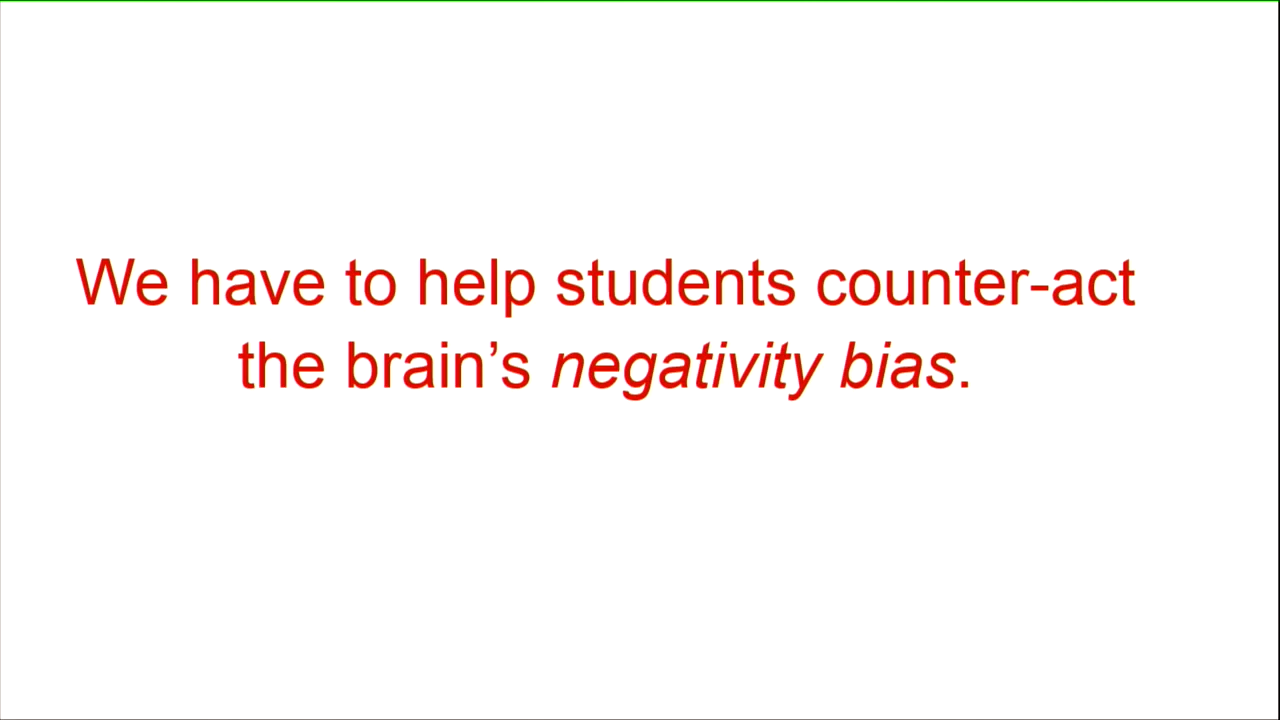 We have to help students counter-act
the brain’s negativity bias.